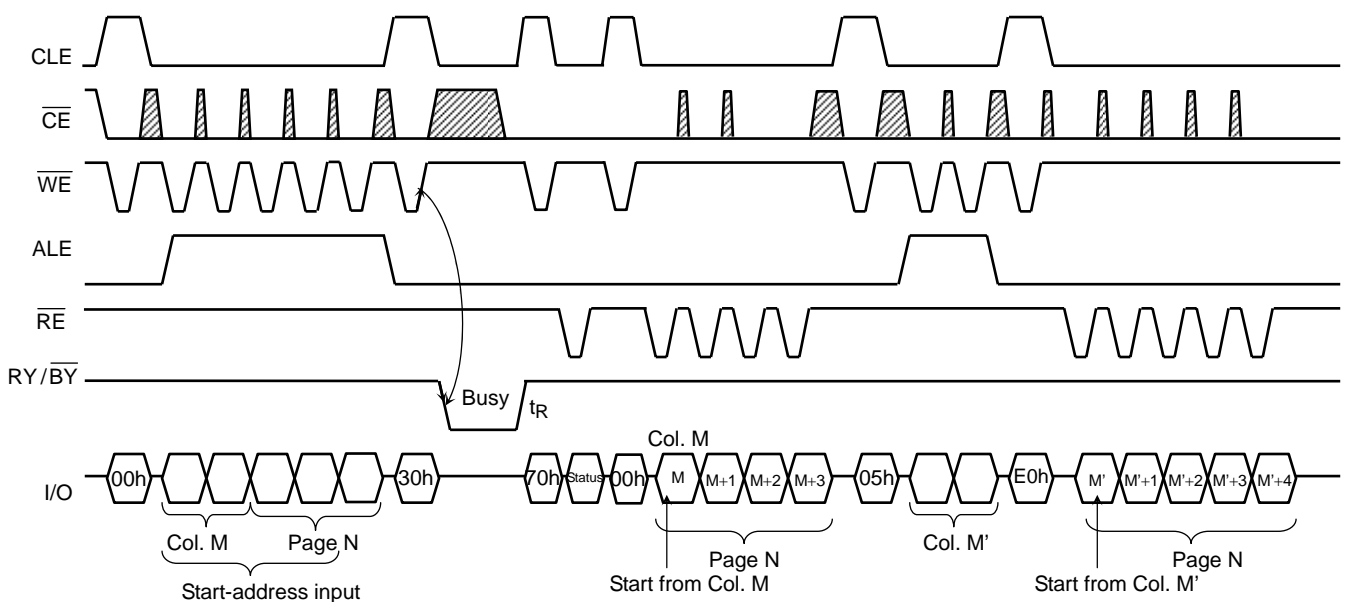 CLE
CE
WE
ALE
RE
RY/BY
Busy
tR
Col. M
I/O
00h
30h
70h
Status
00h
M
M+1
M+2
M+3
05h
E0h
M'
M'+1
M'+2
M'+3
M'+4
Col. M
Page N
Col. M’
Page N
Page N
Start-address input
Start from Col. M
Start from Col. M’